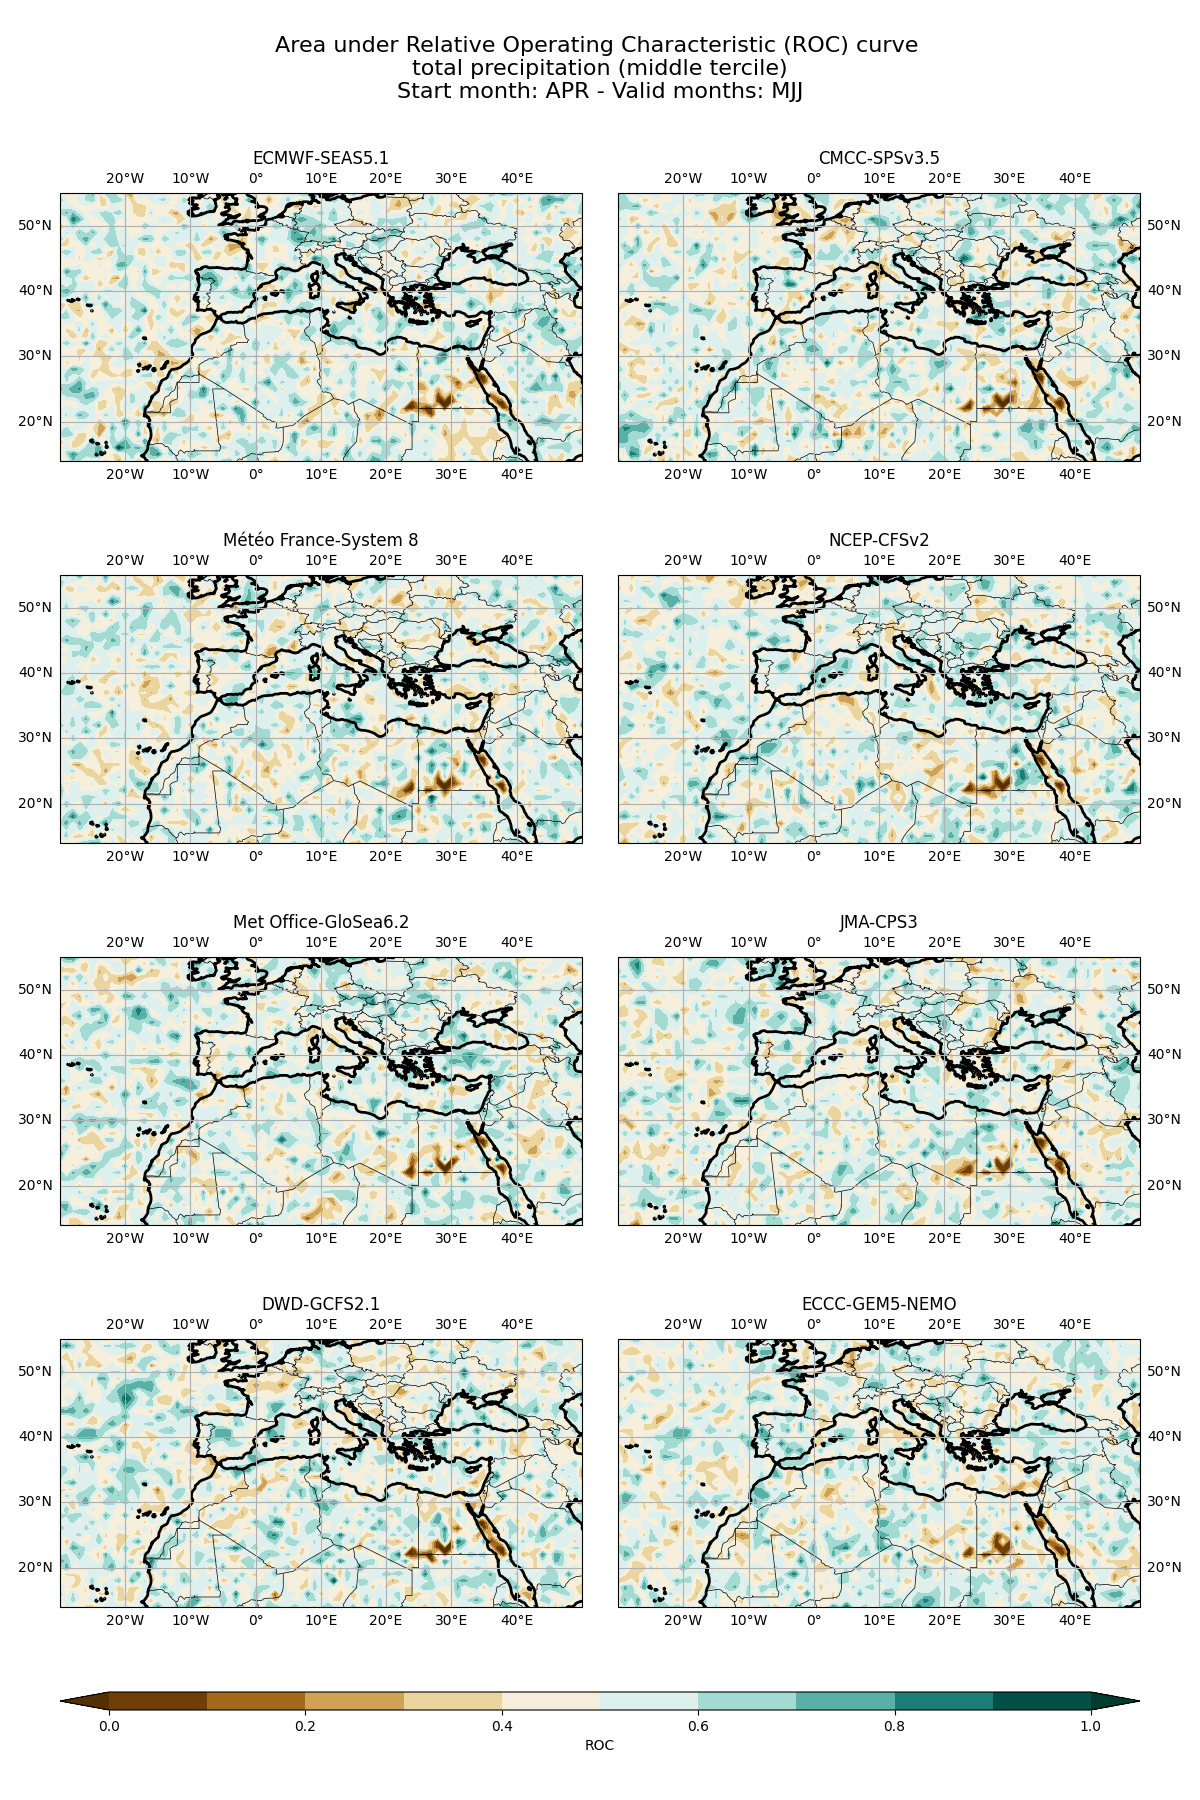 Area under Relative Operating Characteristic (ROC) curve
total precipitation (middle tercile)
Start month: APR - Valid months: MJJ
ECMWF-SEAS5.1
20°W 10°W 0° 10°E 20°E 30°E 40°E
50°N
40°N
30°N
20°N
20°W 10°W 0° 10°E 20°E 30°E 40°E
CMCC-SPSv3.5
20°W 10°W 0° 10°E 20°E 30°E 40°E
50°N
40°N
30°N
20°N
20°W 10°W 0° 10°E 20°E 30°E 40°E
Météo France-System 8
20°W 10°W 0° 10°E 20°E 30°E 40°E
50°N
40°N
30°N
20°N
20°W 10°W 0° 10°E 20°E 30°E 40°E
NCEP-CFSv2
20°W 10°W 0° 10°E 20°E 30°E 40°E
50°N
40°N
30°N
20°N
20°W 10°W 0° 10°E 20°E 30°E 40°E
Met Office-GloSea6.2
20°W 10°W 0° 10°E 20°E 30°E 40°E
50°N
40°N
30°N
20°N
20°W 10°W 0° 10°E 20°E 30°E 40°E
JMA-CPS3
20°W 10°W 0° 10°E 20°E 30°E 40°E
50°N
40°N
30°N
20°N
20°W 10°W 0° 10°E 20°E 30°E 40°E
DWD-GCFS2.1
20°W 10°W 0° 10°E 20°E 30°E 40°E
50°N
40°N
30°N
20°N
20°W 10°W 0° 10°E 20°E 30°E 40°E
ECCC-GEM5-NEMO
20°W 10°W 0° 10°E 20°E 30°E 40°E
50°N
40°N
30°N
20°N
20°W 10°W 0° 10°E 20°E 30°E 40°E
0.0 0.2 0.4 0.6 0.8 1.0
ROC